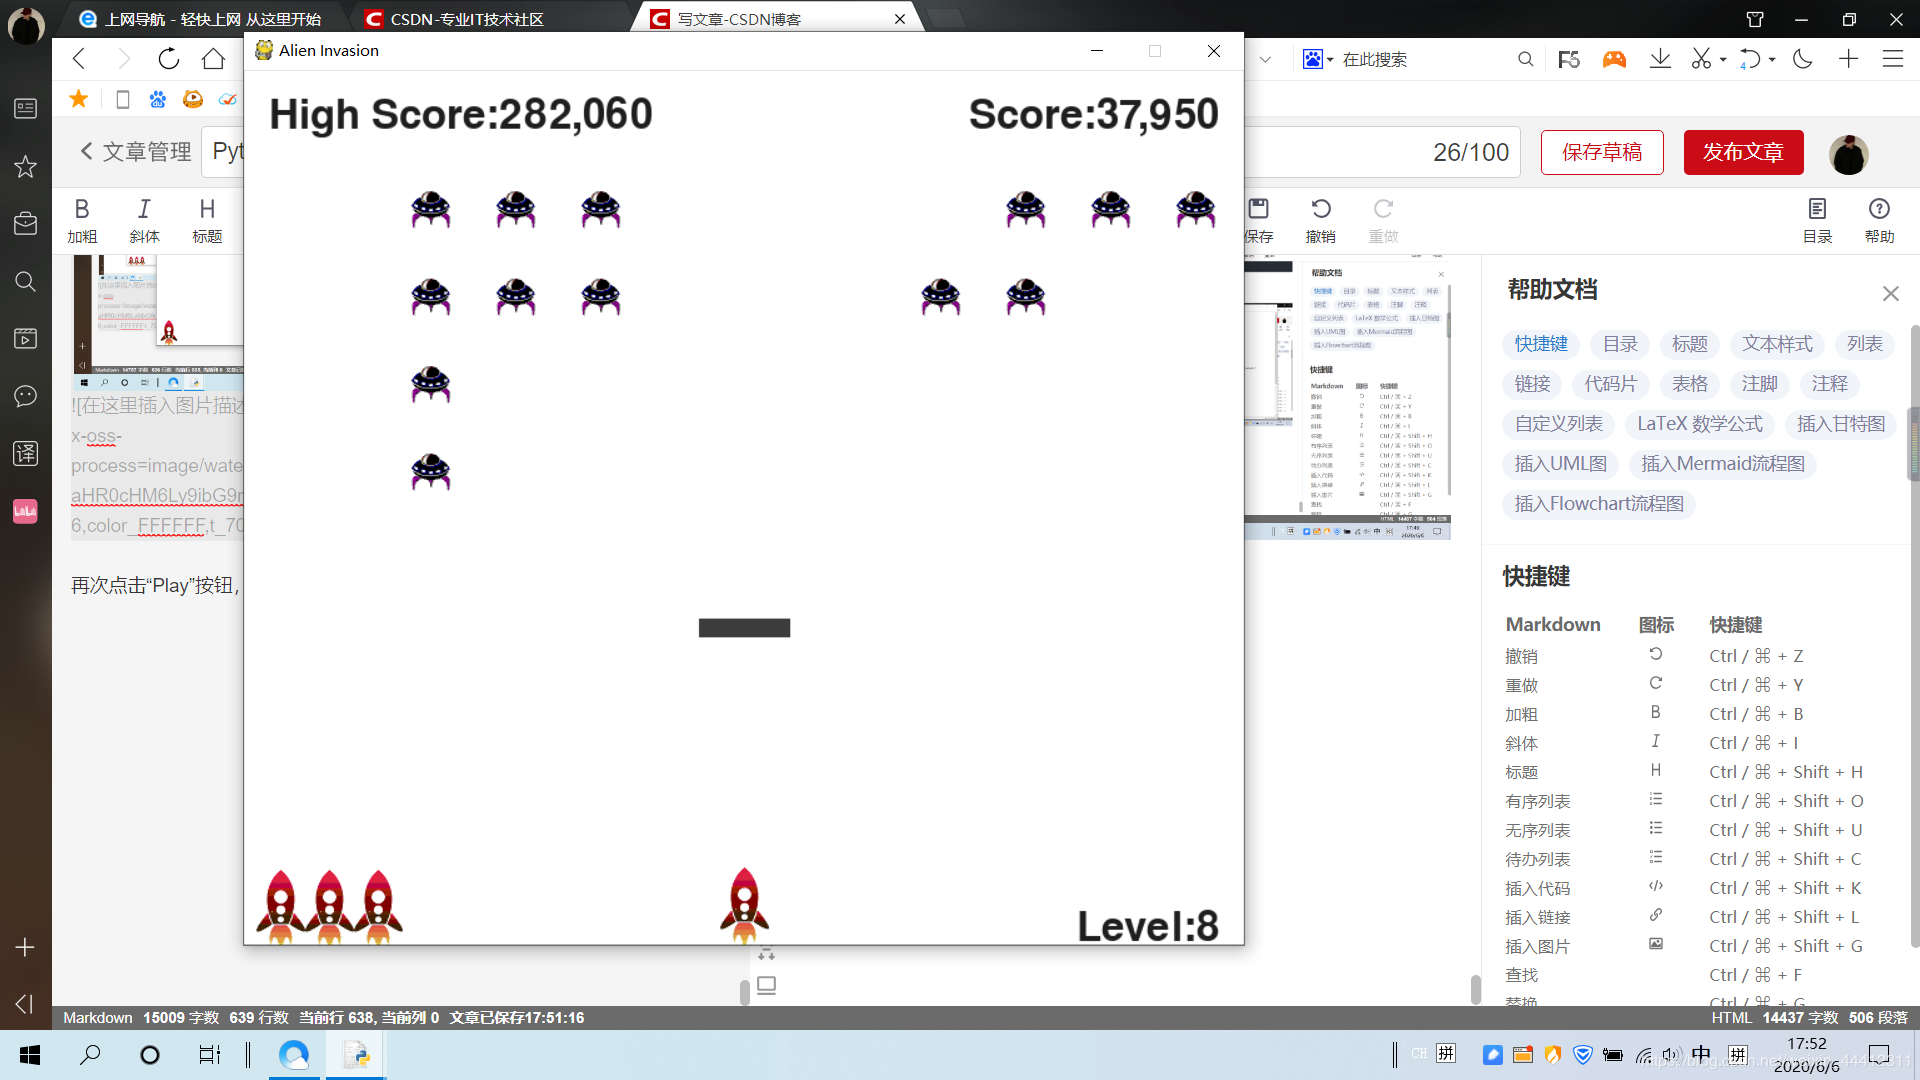 上网导航 - 轻快上网 从这里开始
CSDN-专业IT技术社区
写文章-CSDN博客
Alien Invasion
在此搜索
High Score:282,060
Score:37,950
文章管理
Pyt
26/100
保存草稿
发布文章
B
I
H
加粗
斜体
标题
保存
撤销
重做
目录
帮助
![在这里插入图片描述
x-oss-
process=image/wate
aHR0cHM6Ly9ibG9n
6,color_FFFFFF,t_70
再次点击“Play”按钮，
帮助文档
快捷键 目录 标题 文本样式 列表
链接 代码片 表格 注脚 注释
自定义列表 LaTeX 数学公式 插入甘特图
插入UML图 插入Mermaid流程图
插入Flowchart流程图
快捷键
Markdown 图标 快捷键
撤销 Ctrl / ⌘ + Z
重做 Ctrl / ⌘ + Y
加粗 B Ctrl / ⌘ + B
斜体 I Ctrl / ⌘ + I
标题 H Ctrl / ⌘ + Shift + H
有序列表 Ctrl / ⌘ + Shift + O
无序列表 Ctrl / ⌘ + Shift + U
待办列表 Ctrl / ⌘ + Shift + C
插入代码 Ctrl / ⌘ + Shift + K
插入链接 Ctrl / ⌘ + Shift + L
插入图片 Ctrl / ⌘ + Shift + G
查找 Ctrl / ⌘ + F
替换 Ctrl / ⌘ + G
译
LaLa
Level:8
Markdown 15009 字数 639 行数 当前行 638, 当前列 0 文章已保存17:51:16
HTML 14437 字数 506 段落
CH 拼
中 拼
17:52
2020/6/6